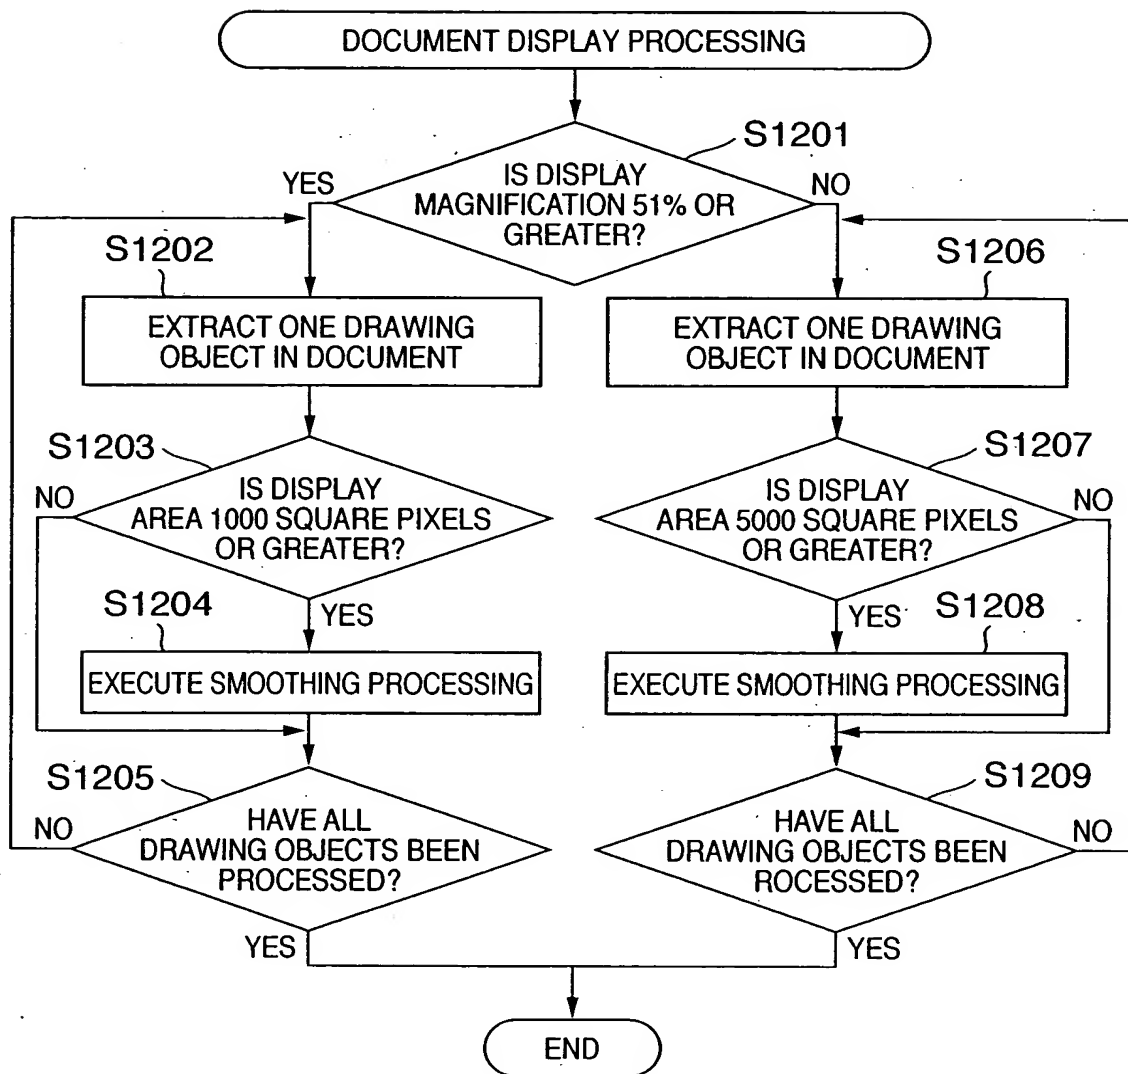 DOCUMENT DISPLAY PROCESSING
S1201
YES
IS DISPLAY
MAGNIFICATION 51% OR
GREATER?
NO
S1202
EXTRACT ONE DRAWING
OBJECT IN DOCUMENT
S1206
EXTRACT ONE DRAWING
OBJECT IN DOCUMENT
S1203
NO
IS DISPLAY
AREA 1000 SQUARE PIXELS
OR GREATER?
YES
S1207
IS DISPLAY
AREA 5000 SQUARE PIXELS
OR GREATER?
NO
YES
S1204
EXECUTE SMOOTHING PROCESSING
S1208
EXECUTE SMOOTHING PROCESSING
S1205
NO
HAVE ALL
DRAWING OBJECTS BEEN
PROCESSED?
YES
S1209
HAVE ALL
DRAWING OBJECTS BEEN
ROCESSED?
NO
YES
END